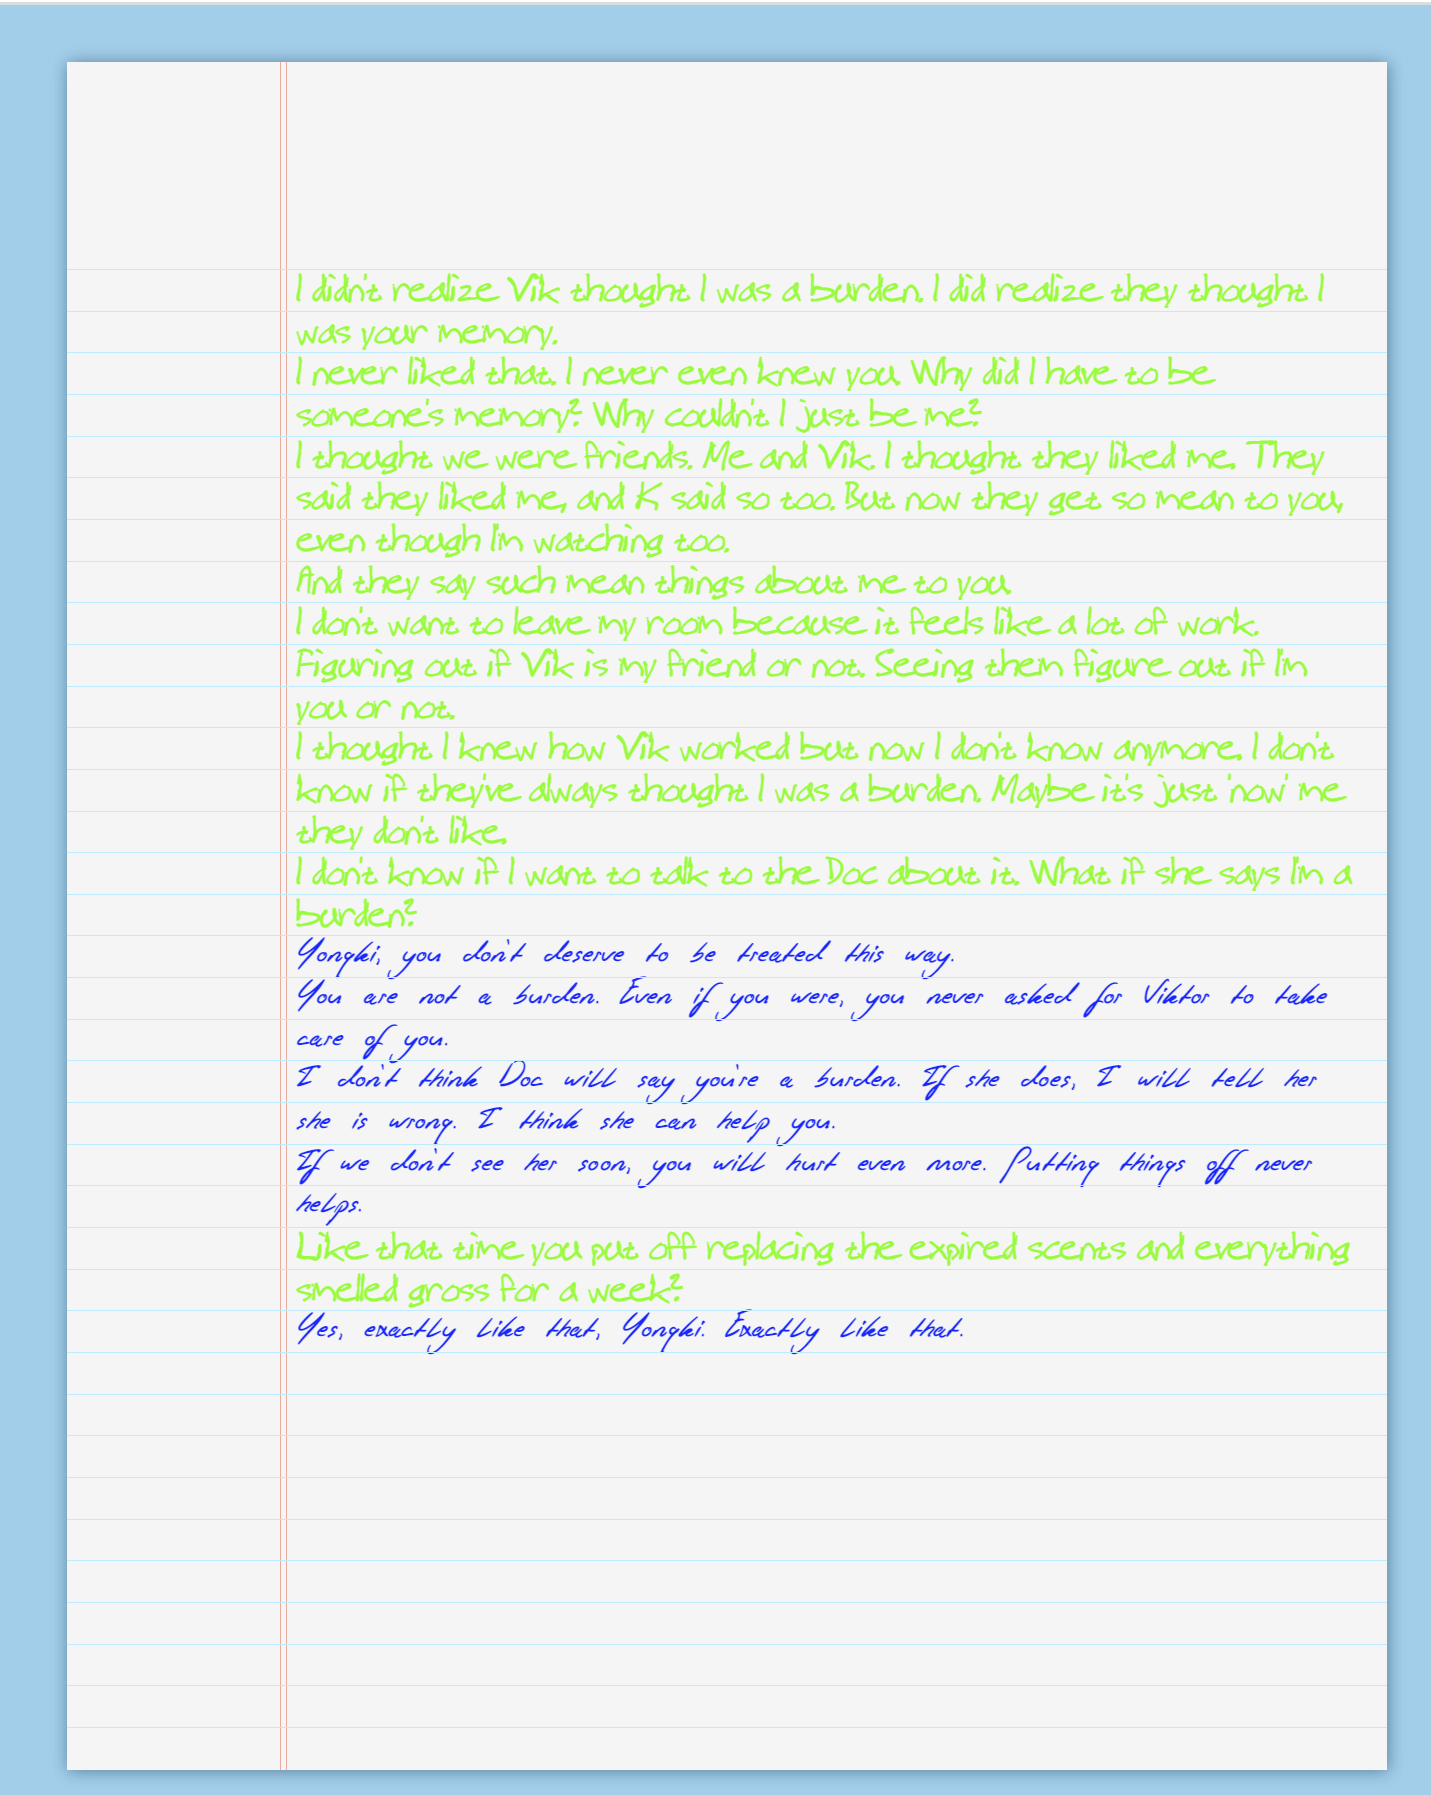 I didn't realize Vik thought I was a burden. I did realize they thought I
was your memory.
I never liked that. I never even knew you. Why did I have to be
someone's memory? Why couldn't I just be me?
I thought we were friends. Me and Vik. I thought they liked me. They
said they liked me, and K said so too. But now they get so mean to you,
even though I'm watching too.
And they say such mean things about me to you.
I don't want to leave my room because it feels like a lot of work.
Figuring out if Vik is my friend or not. Seeing them figure out if I'm
you or not.
I thought I knew how Vik worked but now I don't know anymore. I don't
know if they've always thought I was a burden. Maybe it's just 'now' me
they don't like.
I don't know if I want to talk to the Doc about it. What if she says I'm a
burden?
Yongki, you don't deserve to be treated this way.
You are not a burden. Even if you were, you never asked for Viktor to take
care of you.
I don't think Doc will say you're a burden. If she does, I will tell her
she is wrong. I think she can help you.
If we don't see her soon, you will hurt even more. Putting things off never
helps.
Like that time you put off replacing the expired scents and everything
smelled gross for a week?
Yes, exactly like that, Yongki. Exactly like that.